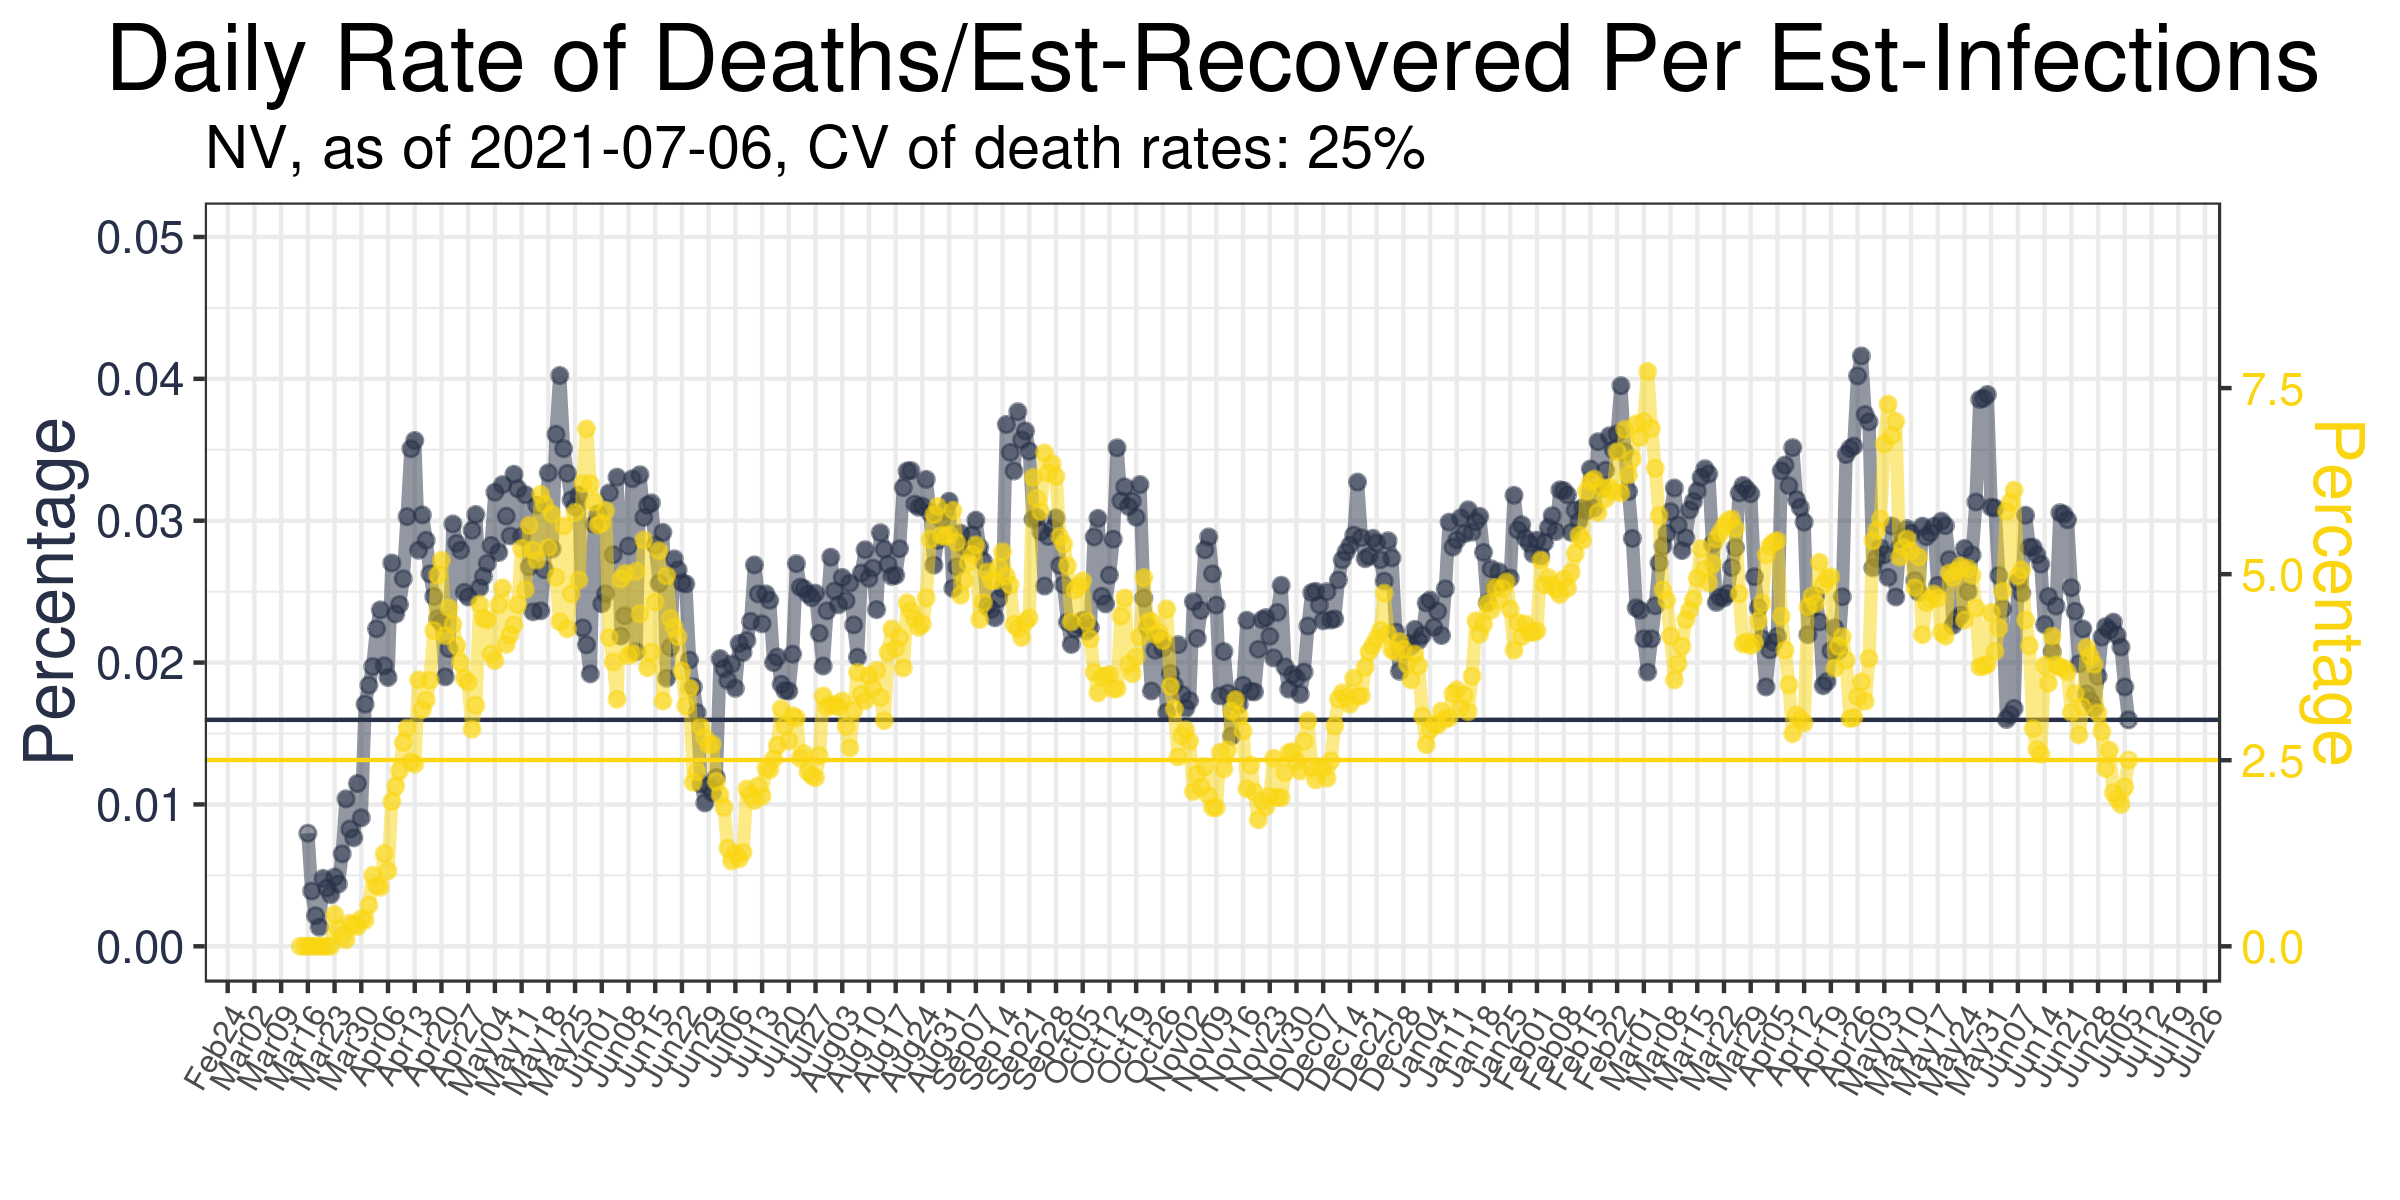 Daily Rate of Deaths/Est-Recovered Per Est-Infections
NV, as of 2021-07-06, CV of death rates: 25%
0.05
0.04
0.03
0.02
0.01
0.00
Percentage
7.5
5.0
2.5
0.0
Percentage
Feb24
Mar02
Mar09
Mar16
Mar23
Mar30
Apr06
Apr13
Apr20
Apr27
May04
May11
May18
May25
Jun01
Jun08
Jun15
Jun22
Jun29
Jul06
Jul13
Jul20
Jul27
Aug03
Aug10
Aug17
Aug24
Aug31
Sep07
Sep14
Sep21
Sep28
Oct05
Oct12
Oct19
Oct26
Nov02
Nov09
Nov16
Nov23
Nov30
Dec07
Dec14
Dec21
Dec28
Jan04
Jan11
Jan18
Jan25
Feb01
Feb08
Feb15
Feb22
Mar01
Mar08
Mar15
Mar22
Mar29
Apr05
Apr12
Apr19
Apr26
May03
May10
May17
May24
May31
Jun07
Jun14
Jun21
Jun28
Jul05
Jul12
Jul19
Jul26